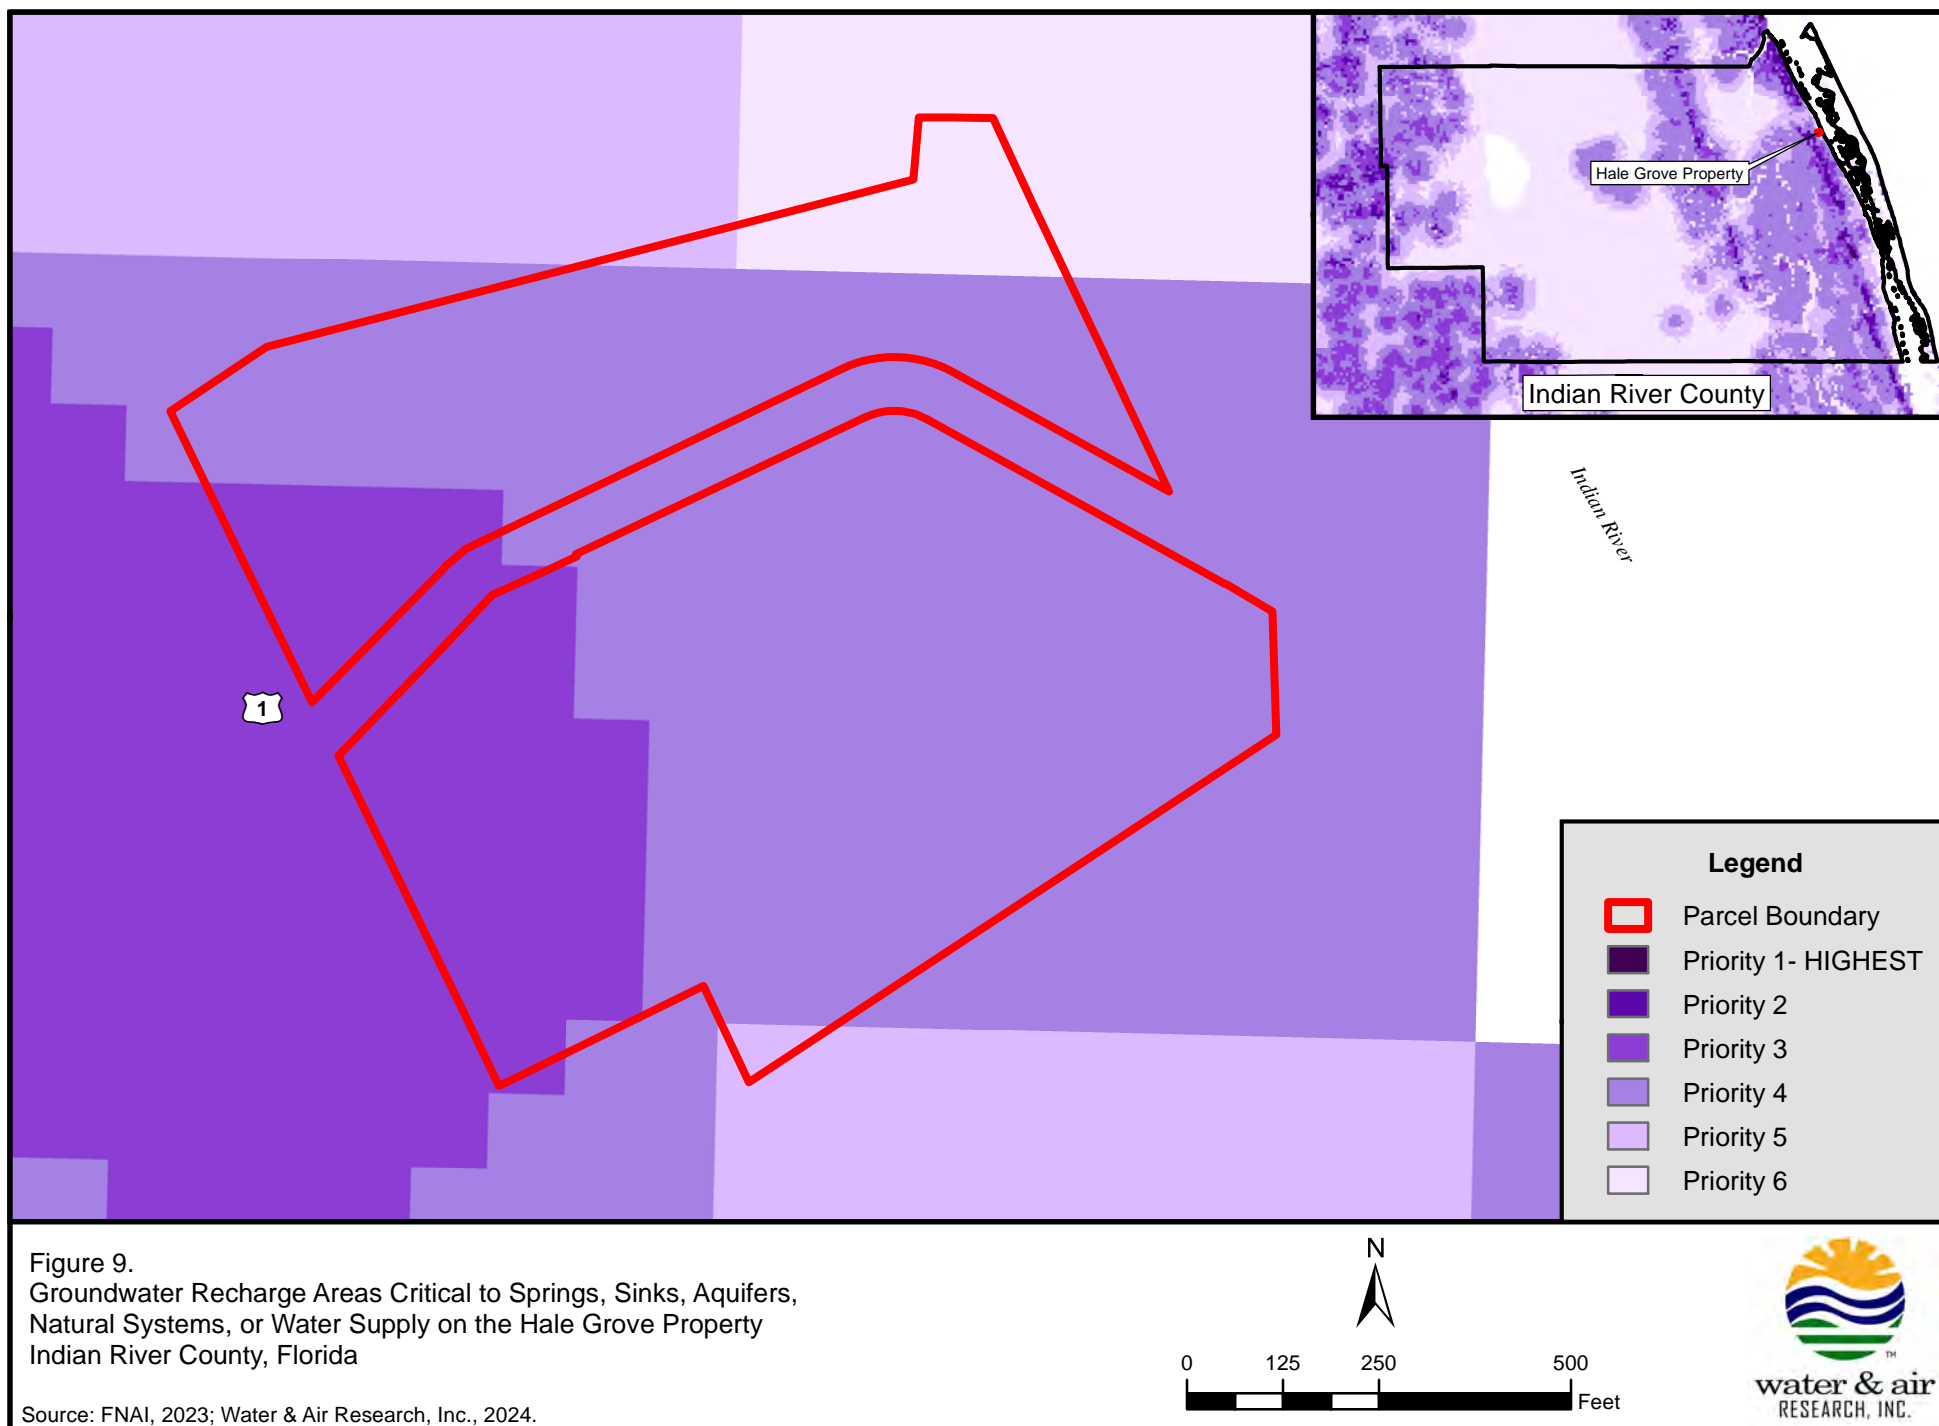 Hale Grove Property
Indian River County
Indian River
1
Legend
Parcel Boundary
Priority 1- HIGHEST
Priority 2
Priority 3
Priority 4
Priority 5
Priority 6
Figure 9.
Groundwater Recharge Areas Critical to Springs, Sinks, Aquifers,
Natural Systems, or Water Supply on the Hale Grove Property
Indian River County, Florida
Source: FNAI, 2023; Water & Air Research, Inc., 2024.
N
0 125 250 500
Feet
TM
water & air
RESEARCH, INC.